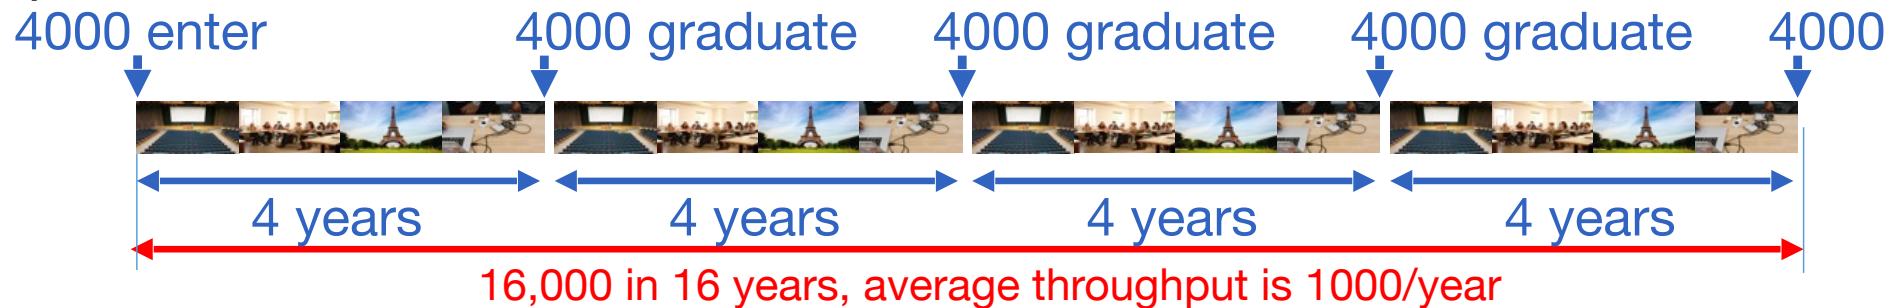 4000 enter 4000 graduate 4000 graduate 4000 graduate 4000
4 years 4 years 4 years 4 years
16,000 in 16 years, average throughput is 1000/year